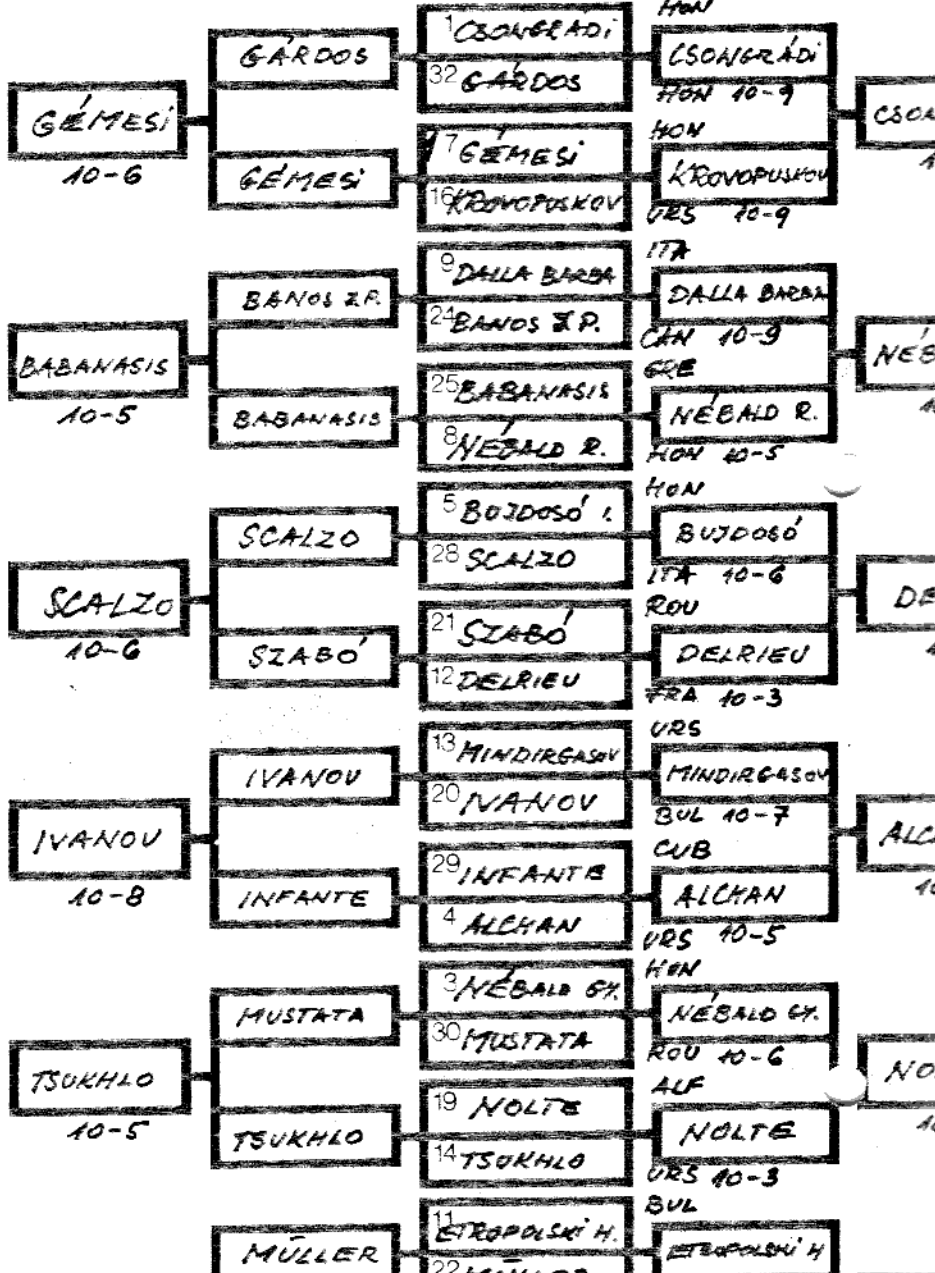 HON
1 CSONGRÁDI
GÁRDOS
CSONGRÁDI
32 GÁRDOS
HON 10-9
GÉMESI
HON
10-6
17 GÉMESI
GÉMESI
KROVOPUSKOV
16 KROVOPUSKOV
URS 10-9
ITA
9 DALLA BARBA
BANOS Z P.
DALLA BARBA
24 BANOS Z P.
CAN 10-9
BABANASIS
GRE
10-5
25 BABANASIS
BABANASIS
NÉBALD R.
8 NÉBALD R.
HON 10-5
HON
5 BUJDOSÓ I.
SCALZO
BUJDOSÓ
28 SCALZO
ITA 10-6
SCALZO
ROU
10-6
21 SZABÓ
SZABÓ
DELRIEU
12 DELRIEU
FRA 10-3
URS
13 MINDIRGASOV
IVANOV
MINDIRGASOV
20 IVANOV
BUL 10-7
IVANOV
CUB
10-8
29 INFANTE
INFANTE
ALCHAN
4 ALCHAN
URS 10-5
HON
3 NÉBALD GY.
MUSTATA
NÉBALD GY.
30 MUSTATA
ROU 10-6
TSUKHLO
ALF
10-5
19 NOLTE
TSUKHLO
NOLTE
14 TSUKHLO
URS 10-3
BUL
11 ETROPOLSKI H.
MÜLLER
ETROPOLSKI H
22 MÜLLER